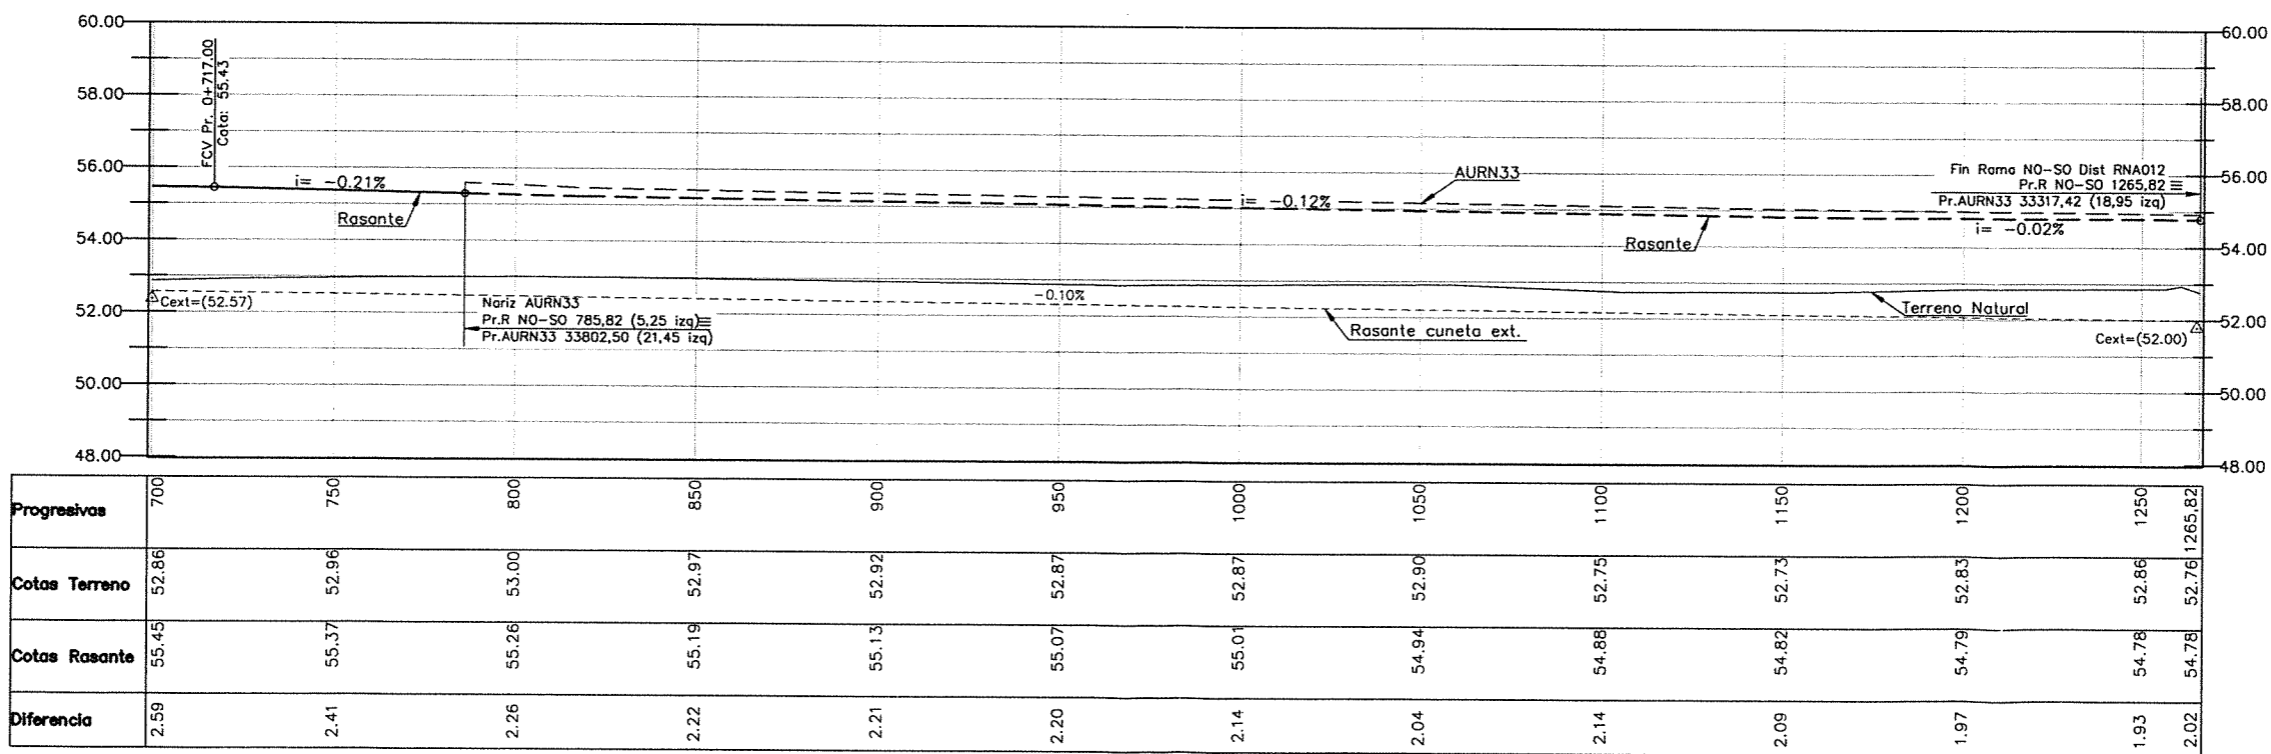 60.00
58.00
56.00
54.00
52.00
50.00
48.00
FCV Pr. 0+717.00
Cota: 55.43
i= -0.21%
Rasante
AURN33
i= -0.12%
Rasante
Fin Rama NO-SO Dist RNA012
Pr.R NO-SO 1265,82 ≡
Pr.AURN33 33317,42 (18,95 izq)
i= -0.02%
60.00
58.00
56.00
54.00
52.00
50.00
48.00
Cext=(52.57)
Nariz AURN33
Pr.R NO-SO 785,82 (5,25 izq)≡
Pr.AURN33 33802,50 (21,45 izq)
-0.10%
Rasante cuneta ext.
Terreno Natural
Cext=(52.00)
Progresivas 700 750 800 850 900 950 1000 1050 1100 1150 1200 1250 1265,82
Cotas Terreno 52.86 52.96 53.00 52.97 52.92 52.87 52.87 52.90 52.75 52.73 52.83 52.86 52.76
Cotas Rasante 55.45 55.37 55.26 55.19 55.13 55.07 55.01 54.94 54.88 54.82 54.79 54.78 54.78
Diferencia 2.59 2.41 2.26 2.22 2.21 2.20 2.14 2.04 2.14 2.09 1.97 1.93 2.02